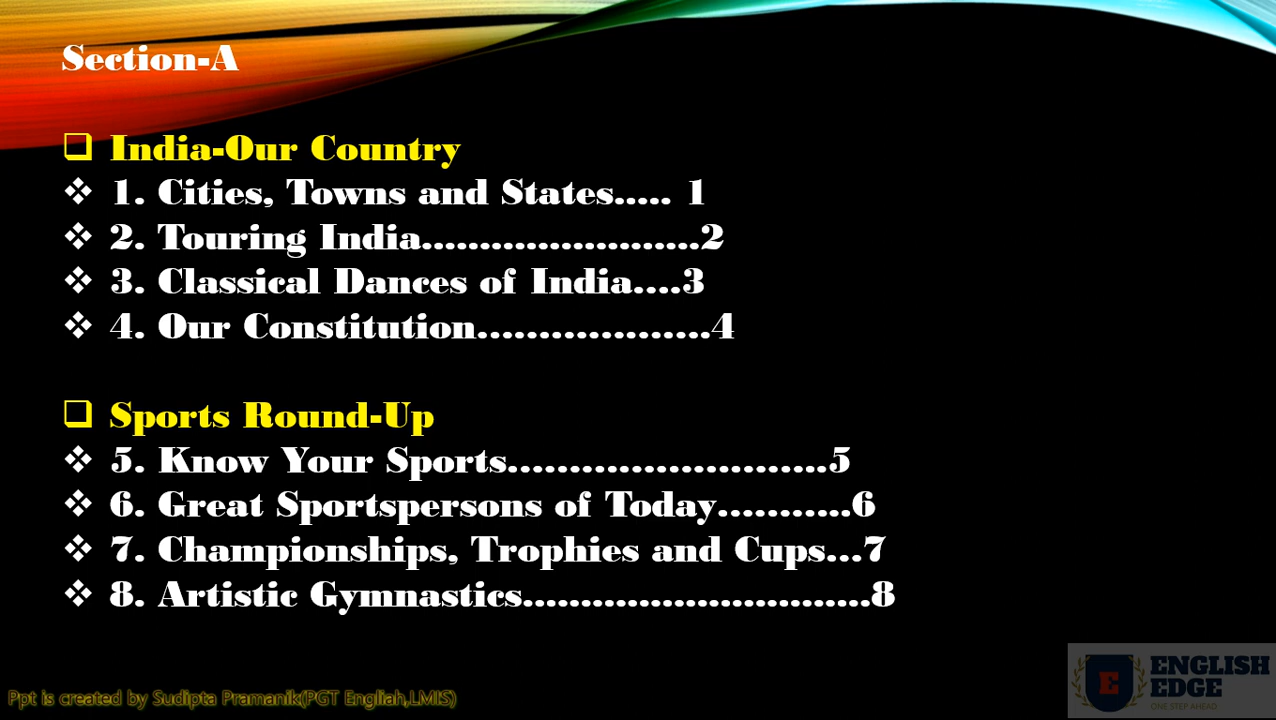 Section-A
India-Our Country
1. Cities, Towns and States..... 1
2. Touring India.......................2
3. Classical Dances of India....3
4. Our Constitution...................4
Sports Round-Up
5. Know Your Sports..........................5
6. Great Sportspersons of Today...........6
7. Championships, Trophies and Cups...7
8. Artistic Gymnastics.............................8
Ppt is created by Sudipta Pramanik(PGT Engliah,LMIS)
E
ENGLISH
EDGE
ONE STEP AHEAD